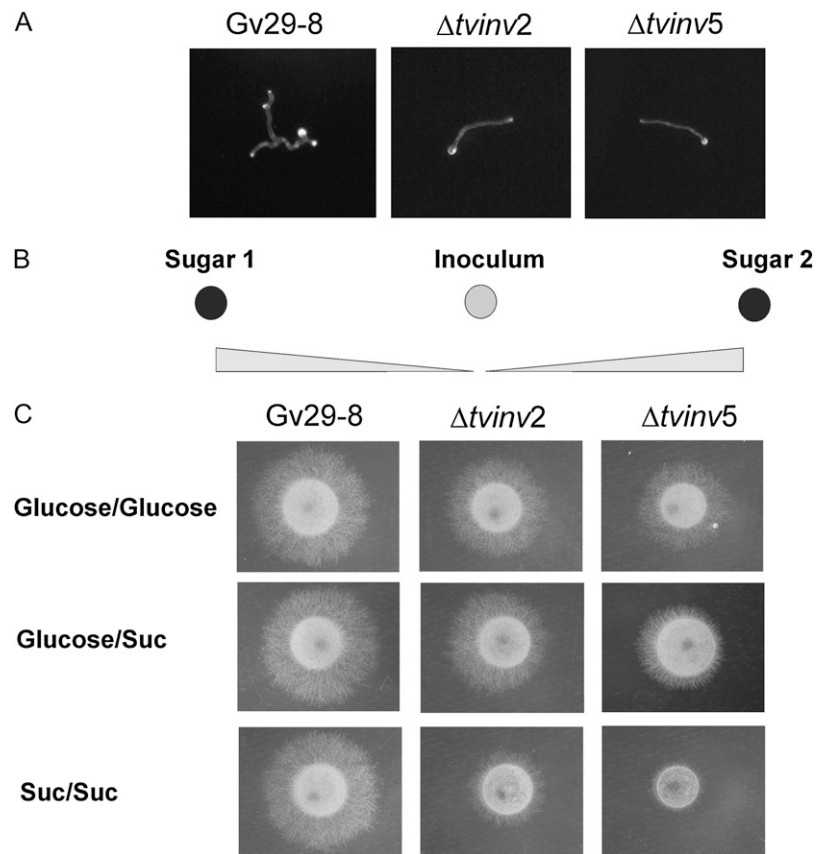 A
Gv29-8 Δtvinv2 Δtvinv5
B
Sugar 1 Inoculum Sugar 2
C
Gv29-8 Δtvinv2 Δtvinv5
Glucose/Glucose
Glucose/Suc
Suc/Suc